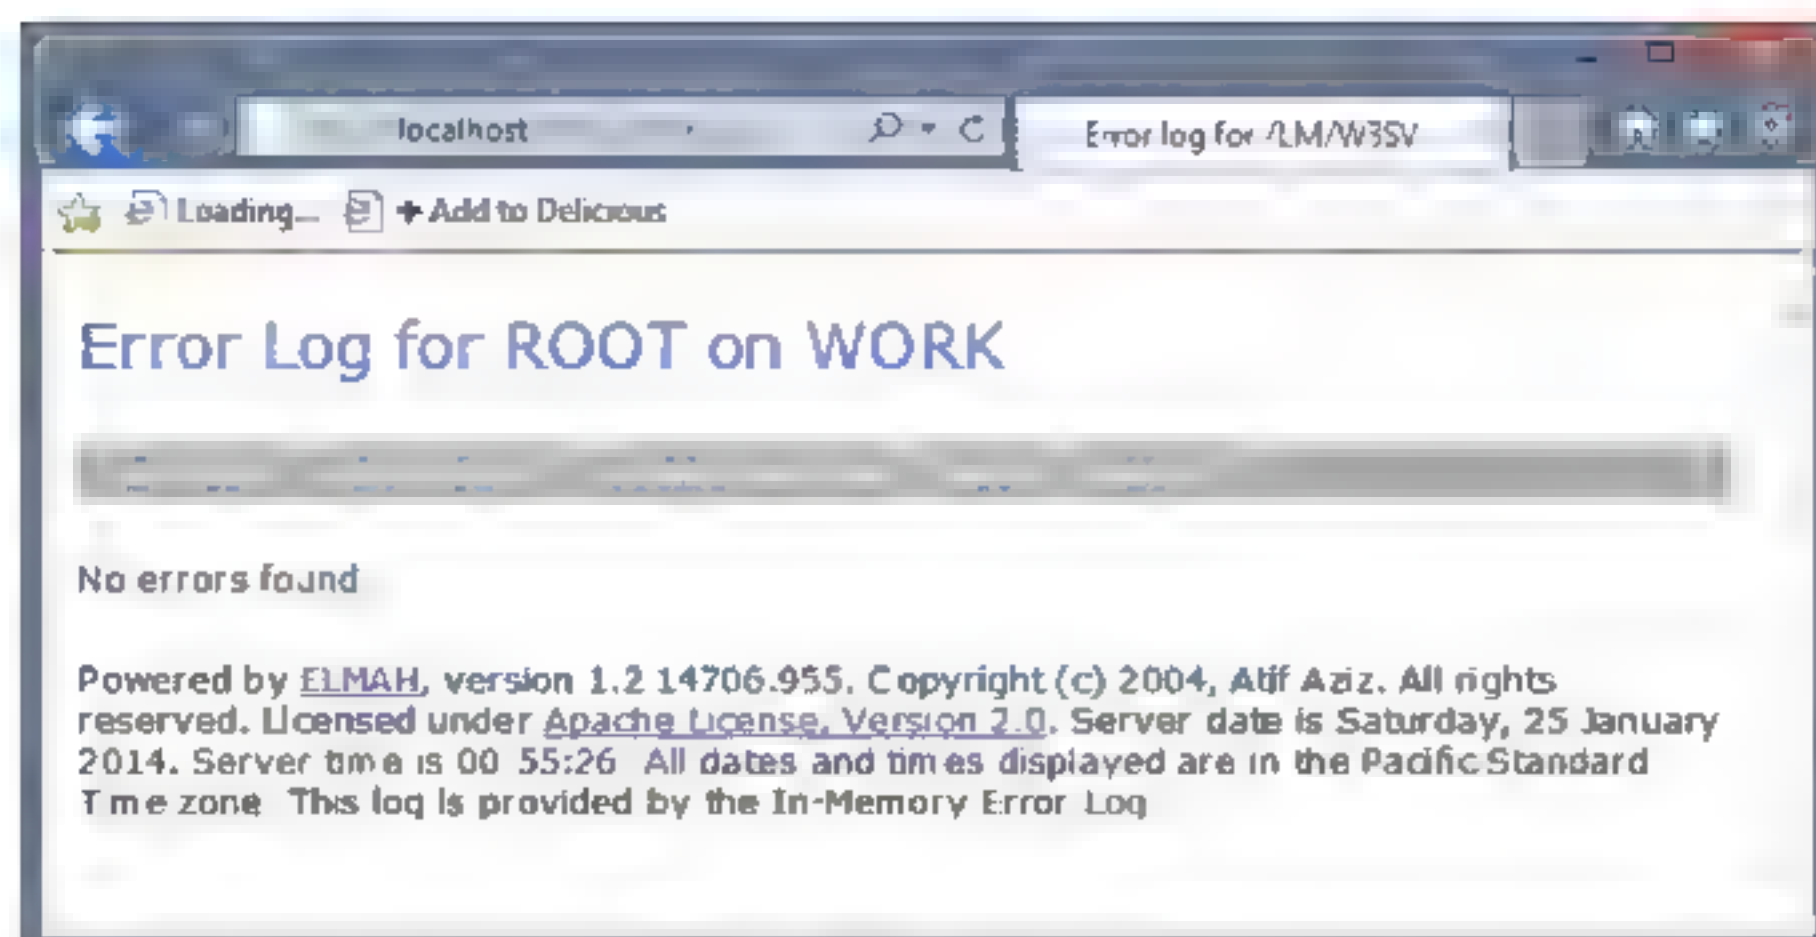 localhost
Error log for /LM/W3SV
Loading...
Add to Delicious
Error Log for ROOT on WORK
No errors found
Powered by ELMAH, version 1.2.14706.955. Copyright (c) 2004, Atif Aziz. All rights
reserved. Licensed under Apache License, Version 2.0. Server date is Saturday, 25 January
2014. Server time is 00:55:26. All dates and times displayed are in the Pacific Standard
Time zone. This log is provided by the In-Memory Error Log